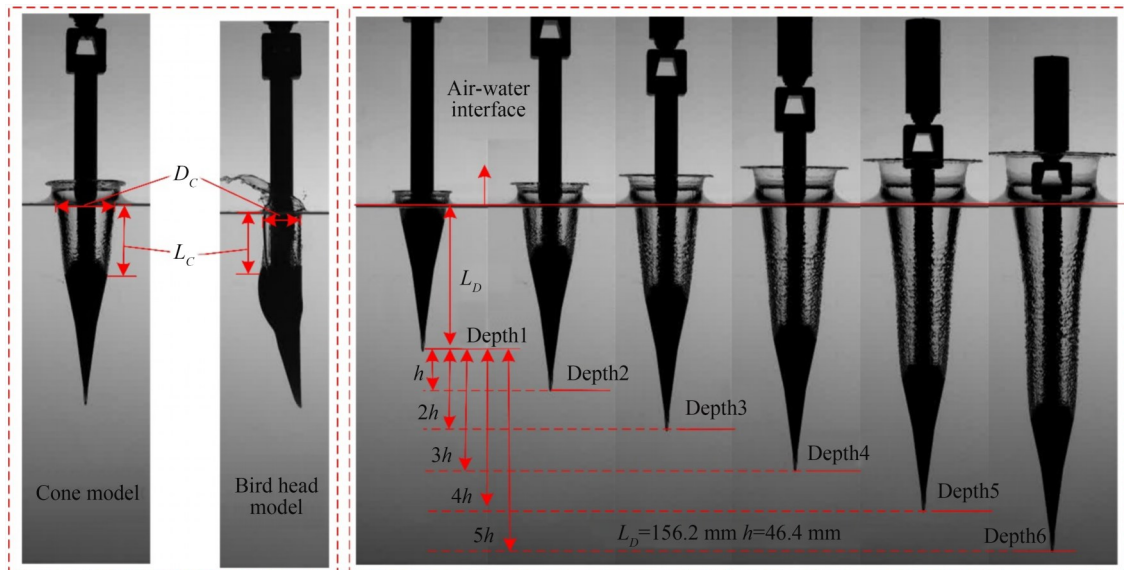 D_C
L_C
Cone model
Bird head
model
Air-water
interface
L_D
Depth1
h
Depth2
2h
Depth3
3h
Depth4
4h
Depth5
L_D=156.2 mm h=46.4 mm
Depth6
5h